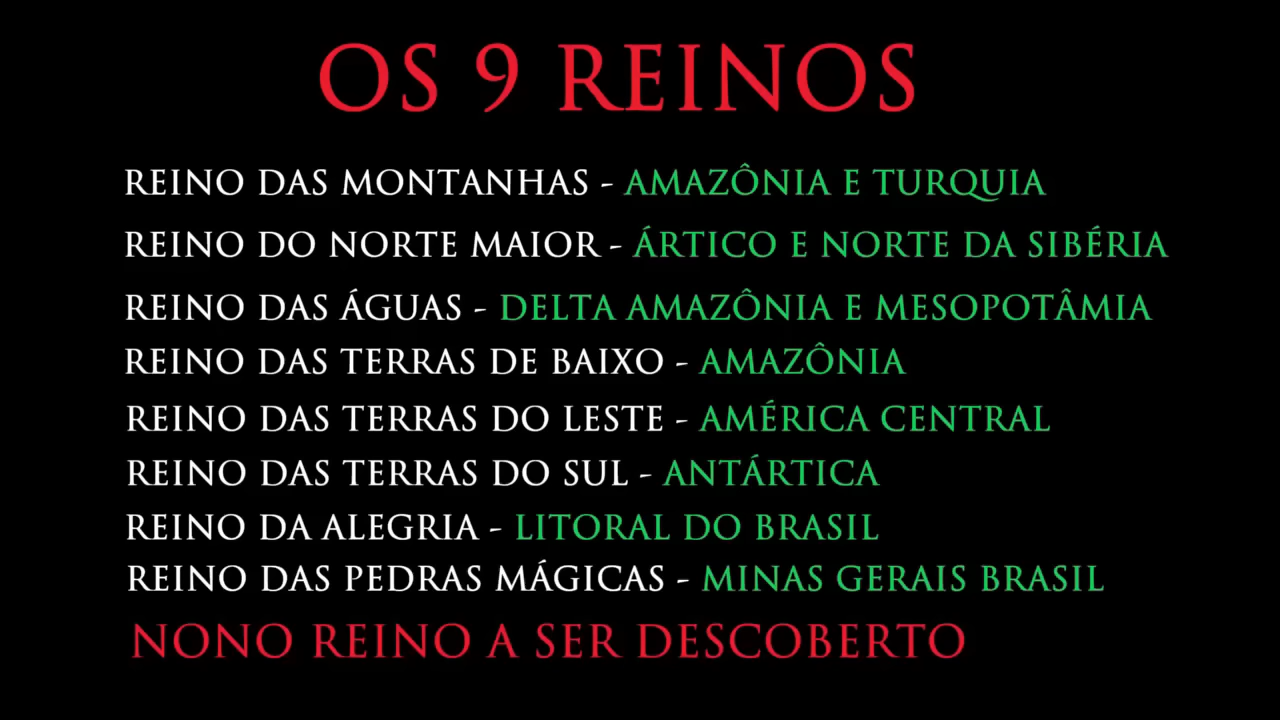 OS 9 REINOS
REINO DAS MONTANHAS - AMAZÔNIA E TURQUIA
REINO DO NORTE MAIOR - ÁRTICO E NORTE DA SIBÉRIA
REINO DAS ÁGUAS - DELTA AMAZÔNIA E MESOPOTÂMIA
REINO DAS TERRAS DE BAIXO - AMAZÔNIA
REINO DAS TERRAS DO LESTE - AMÉRICA CENTRAL
REINO DAS TERRAS DO SUL - ANTÁRTICA
REINO DA ALEGRIA - LITORAL DO BRASIL
REINO DAS PEDRAS MÁGICAS - MINAS GERAIS BRASIL
NONO REINO A SER DESCOBERTO